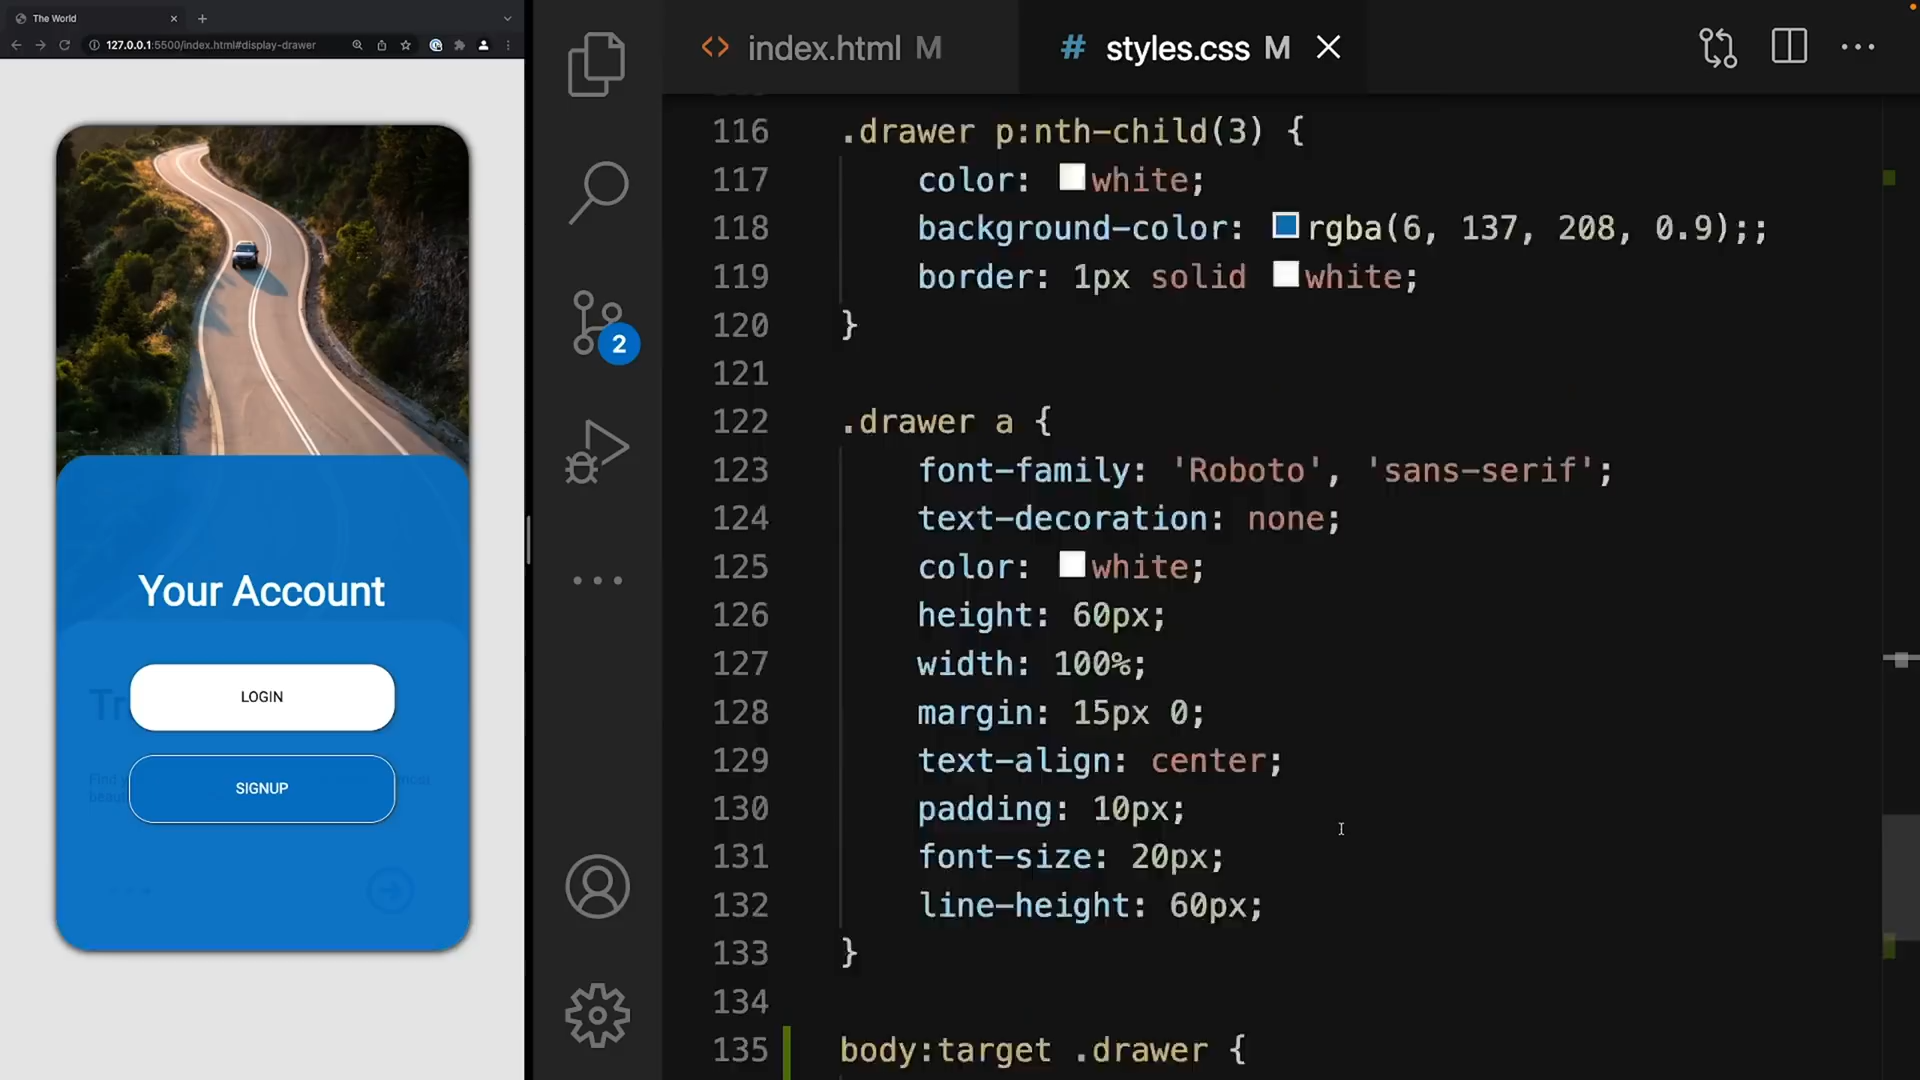 The World
127.0.0.1:5500/index.html#display-drawer
Your Account
Tr
LOGIN
Find y
most
beaut
SIGNUP
2
index.html M
# styles.css M
116 .drawer p:nth-child(3) {
117 color: white;
118 background-color: rgba(6, 137, 208, 0.9);;
119 border: 1px solid white;
120 }
121
122 .drawer a {
123 font-family: 'Roboto', 'sans-serif';
124 text-decoration: none;
125 color: white;
126 height: 60px;
127 width: 100%;
128 margin: 15px 0;
129 text-align: center;
130 padding: 10px;
131 font-size: 20px;
132 line-height: 60px;
133 }
134
135 body:target .drawer {